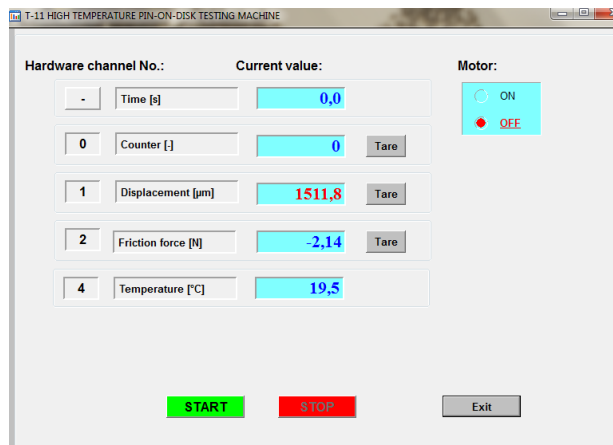 T-11 HIGH TEMPERATURE PIN-ON-DISK TESTING MACHINE
Hardware channel No.: Current value: Motor:
- Time [s] 0,0 ON
OFF
0 Counter [-] 0 Tare
1 Displacement [µm] 1511,8 Tare
2 Friction force [N] -2,14 Tare
4 Temperature [°C] 19,5
START STOP Exit